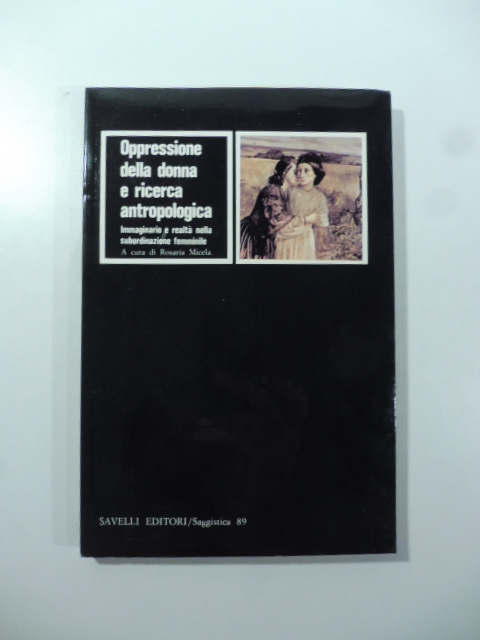 Oppressione
della donna
e ricerca
antropologica
Immaginario e realtà nella
subordinazione femminile
A cura di Rosaria Micela.
SAVELLI EDITORI/Saggistica 89